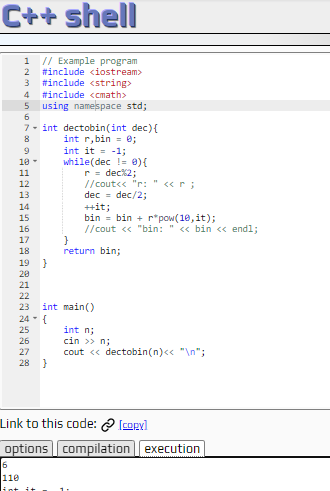 C++ shell
1 // Example program
2 #include <iostream>
3 #include <string>
4 #include <cmath>
5 using namespace std;
6
7 int dectobin(int dec){
8 int r,bin = 0;
9 int it = -1;
10 while(dec != 0){
11 r = dec%2;
12 //cout<< "r: " << r ;
13 dec = dec/2;
14 ++it;
15 bin = bin + r*pow(10,it);
16 //cout << "bin: " << bin << endl;
17 }
18 return bin;
19 }
20
21
22
23 int main()
24 {
25 int n;
26 cin >> n;
27 cout << dectobin(n)<< "\n";
28 }
Link to this code: [copy]
options compilation execution
6
110
int it = -1;